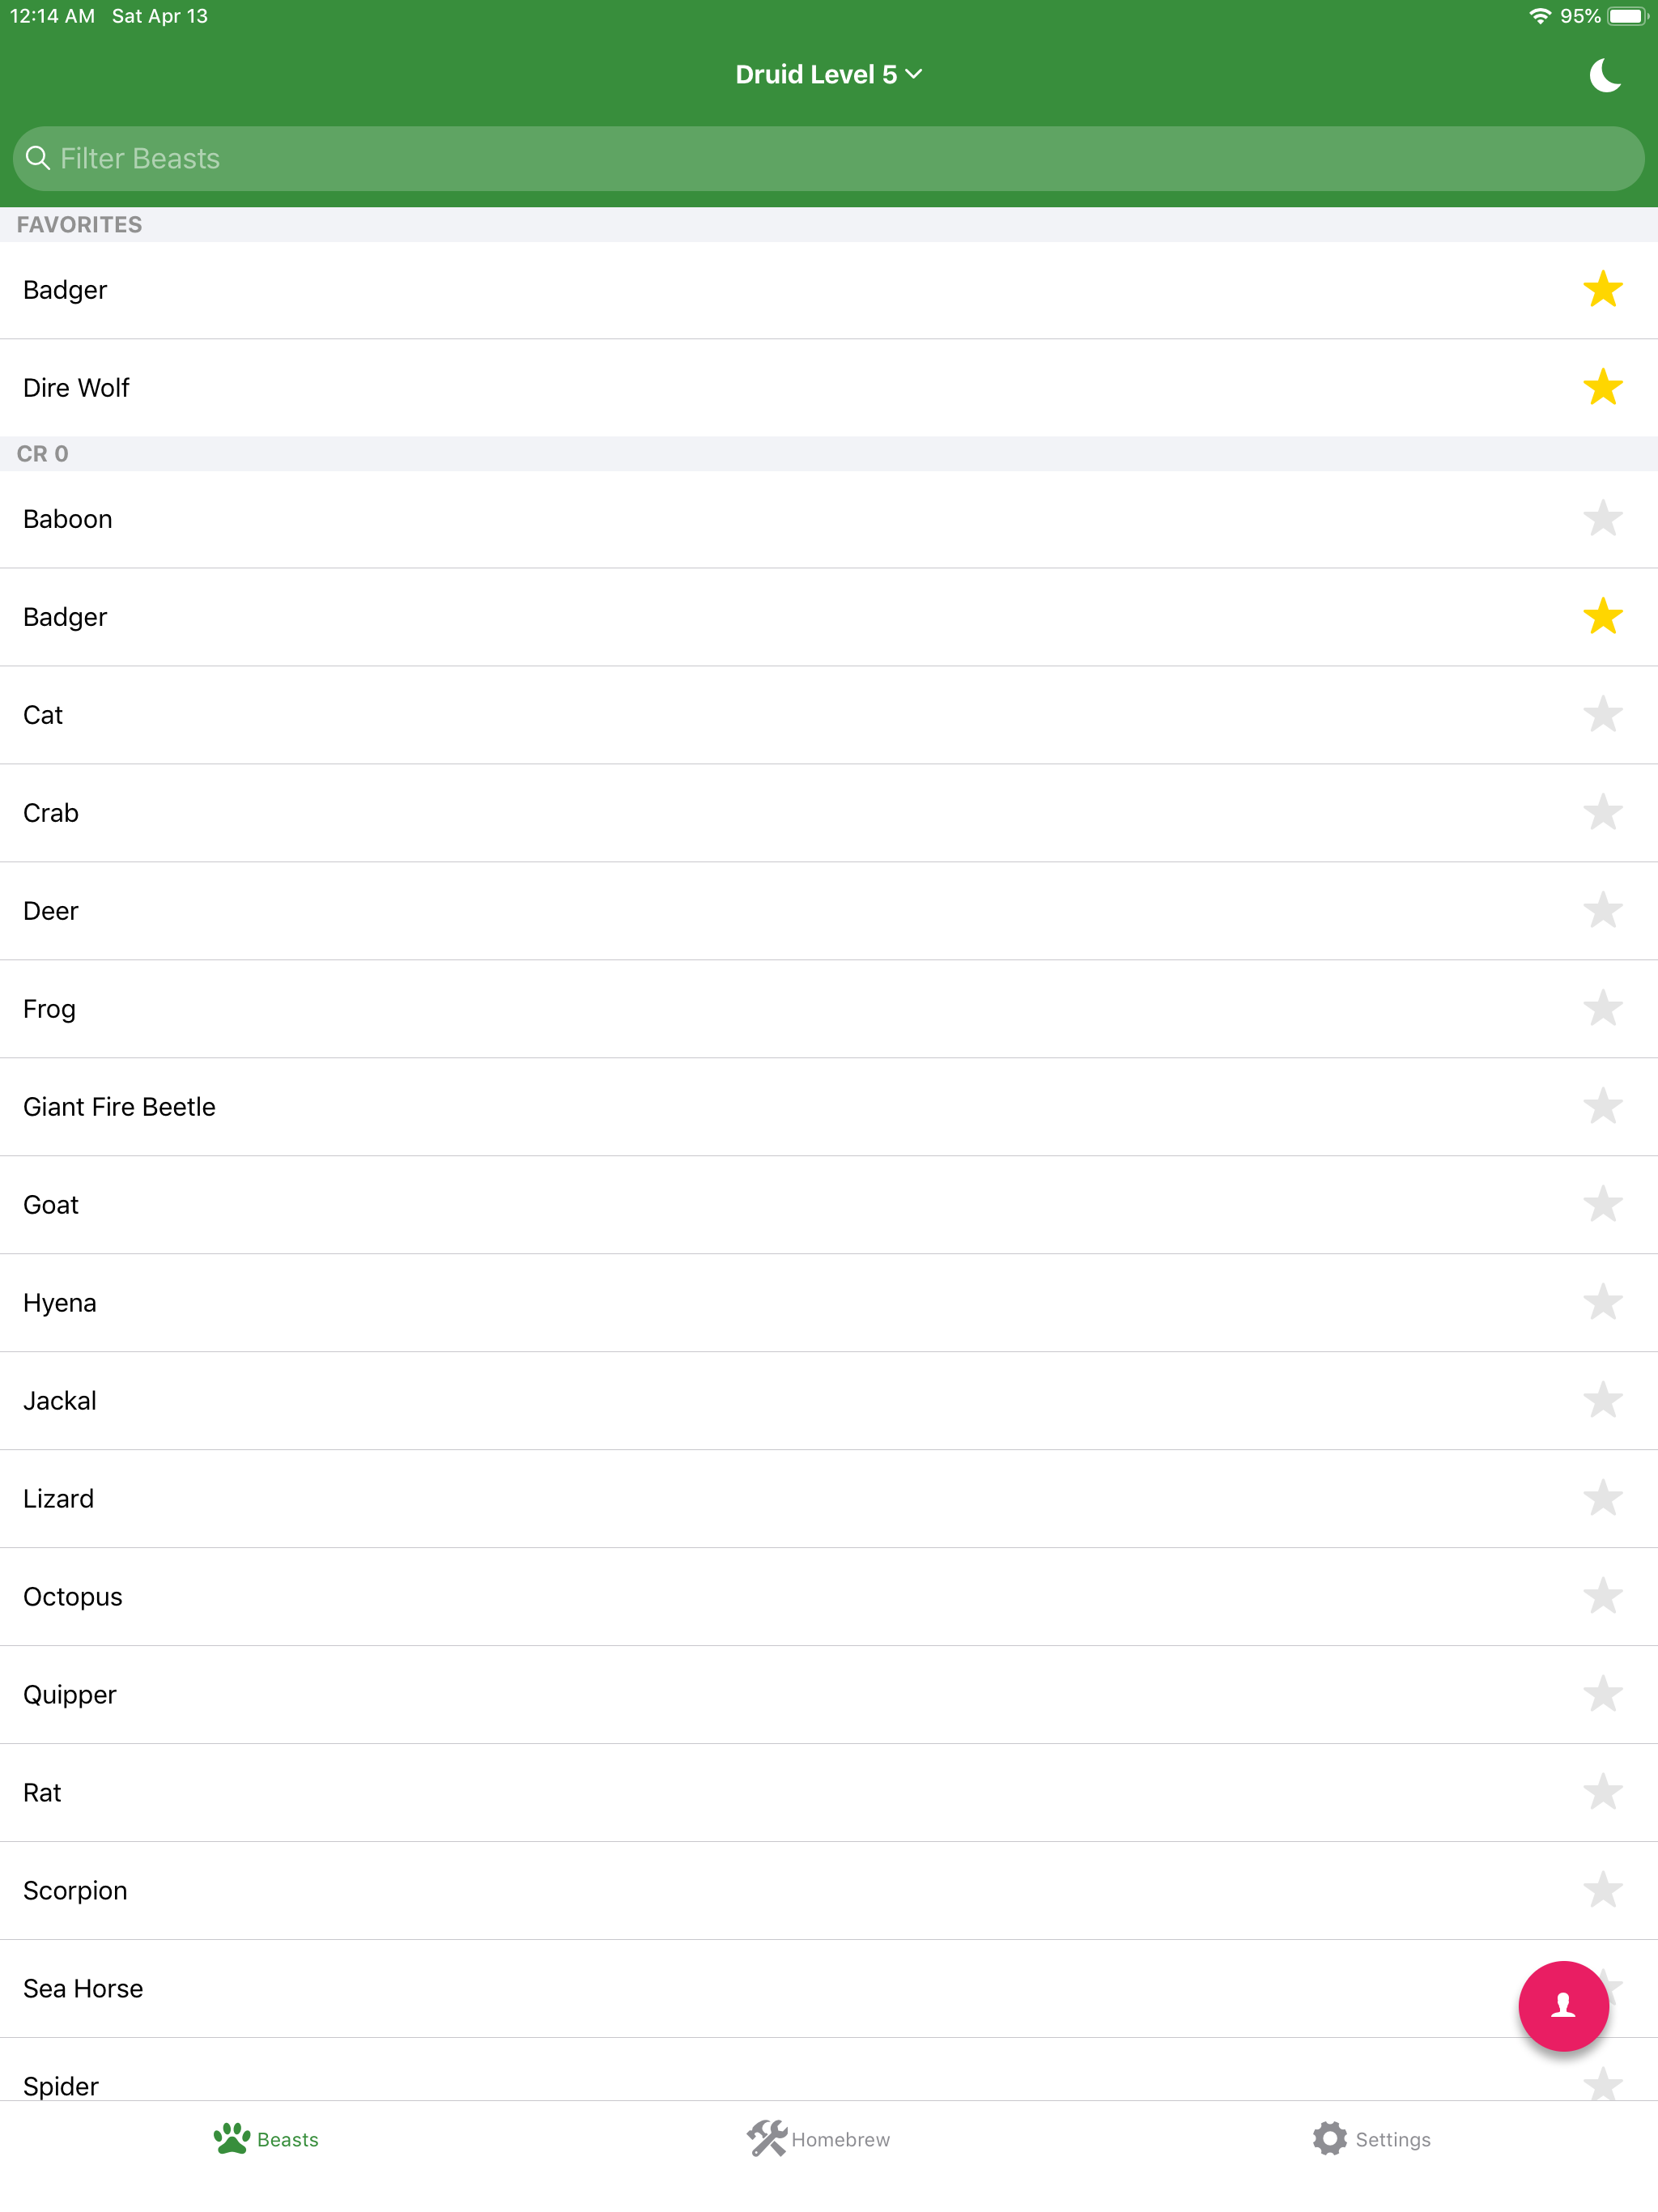 12:14 AM Sat Apr 13 95%
Druid Level 5
Filter Beasts
FAVORITES
Badger
Dire Wolf
CR 0
Baboon
Badger
Cat
Crab
Deer
Frog
Giant Fire Beetle
Goat
Hyena
Jackal
Lizard
Octopus
Quipper
Rat
Scorpion
Sea Horse
Spider
Beasts Homebrew Settings